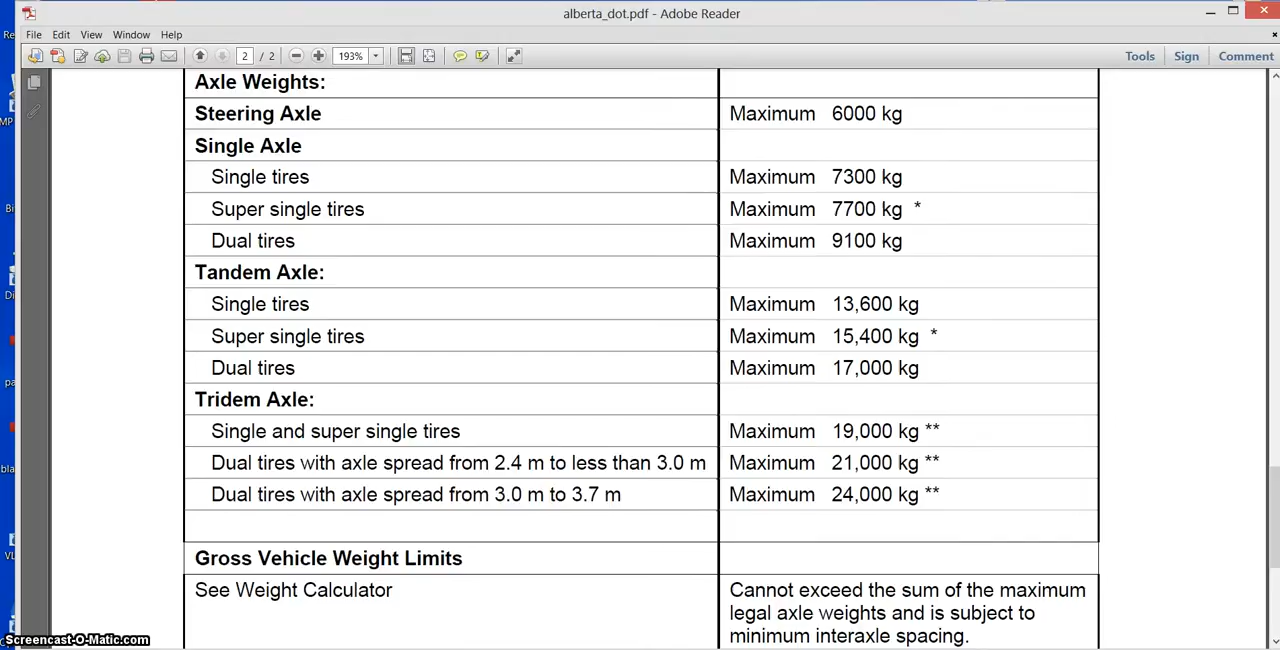 alberta_dot.pdf - Adobe Reader
File Edit View Window Help
2 / 2 193% Tools Sign Comment
Axle Weights:
Steering Axle Maximum 6000 kg
Single Axle
Single tires Maximum 7300 kg
Super single tires Maximum 7700 kg *
Dual tires Maximum 9100 kg
Tandem Axle:
Single tires Maximum 13,600 kg
Super single tires Maximum 15,400 kg *
Dual tires Maximum 17,000 kg
Tridem Axle:
Single and super single tires Maximum 19,000 kg **
Dual tires with axle spread from 2.4 m to less than 3.0 m Maximum 21,000 kg **
Dual tires with axle spread from 3.0 m to 3.7 m Maximum 24,000 kg **
Gross Vehicle Weight Limits
See Weight Calculator Cannot exceed the sum of the maximum
legal axle weights and is subject to
minimum interaxle spacing.
Screencast-O-Matic.com